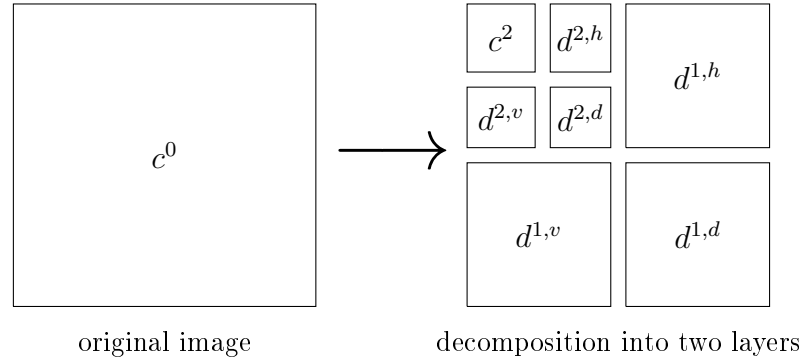 c^0
c^2 d^{2,h} d^{1,h}
d^{2,v} d^{2,d}
d^{1,v} d^{1,d}
original image
decomposition into two layers